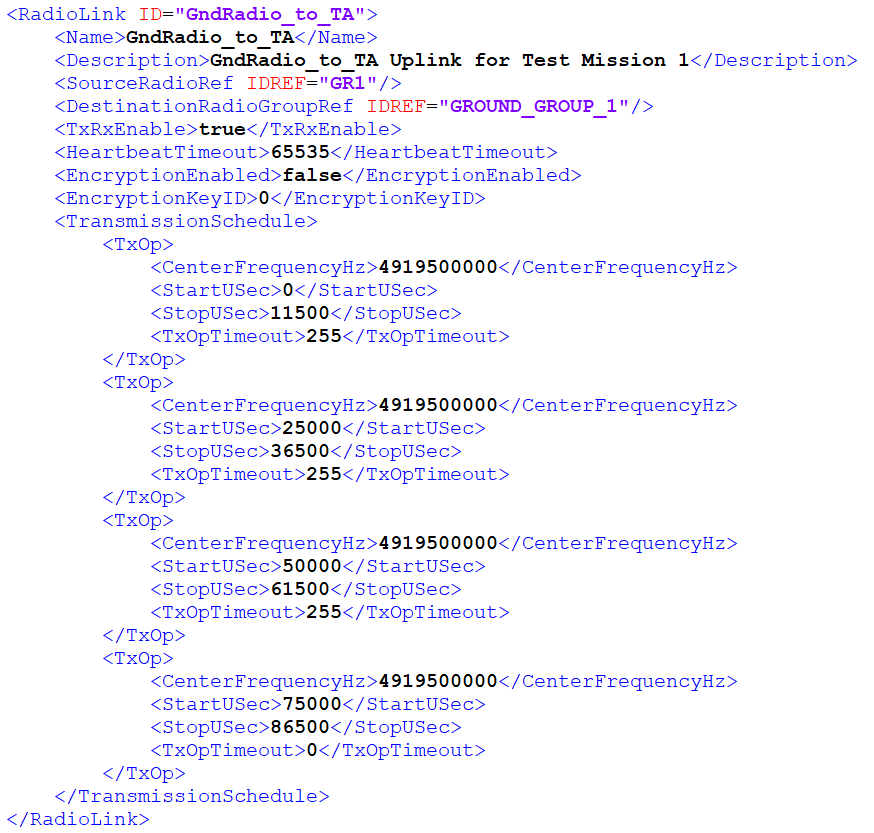 <RadioLink ID="GndRadio_to_TA">
    <Name>GndRadio_to_TA</Name>
    <Description>GndRadio_to_TA Uplink for Test Mission 1</Description>
    <SourceRadioRef IDREF="GR1"/>
    <DestinationRadioGroupRef IDREF="GROUND_GROUP_1"/>
    <TxRxEnable>true</TxRxEnable>
    <HeartbeatTimeout>65535</HeartbeatTimeout>
    <EncryptionEnabled>false</EncryptionEnabled>
    <EncryptionKeyID>0</EncryptionKeyID>
    <TransmissionSchedule>
        <TxOp>
            <CenterFrequencyHz>4919500000</CenterFrequencyHz>
            <StartUSec>0</StartUSec>
            <StopUSec>11500</StopUSec>
            <TxOpTimeout>255</TxOpTimeout>
        </TxOp>
        <TxOp>
            <CenterFrequencyHz>4919500000</CenterFrequencyHz>
            <StartUSec>25000</StartUSec>
            <StopUSec>36500</StopUSec>
            <TxOpTimeout>255</TxOpTimeout>
        </TxOp>
        <TxOp>
            <CenterFrequencyHz>4919500000</CenterFrequencyHz>
            <StartUSec>50000</StartUSec>
            <StopUSec>61500</StopUSec>
            <TxOpTimeout>255</TxOpTimeout>
        </TxOp>
        <TxOp>
            <CenterFrequencyHz>4919500000</CenterFrequencyHz>
            <StartUSec>75000</StartUSec>
            <StopUSec>86500</StopUSec>
            <TxOpTimeout>0</TxOpTimeout>
        </TxOp>
    </TransmissionSchedule>
</RadioLink>